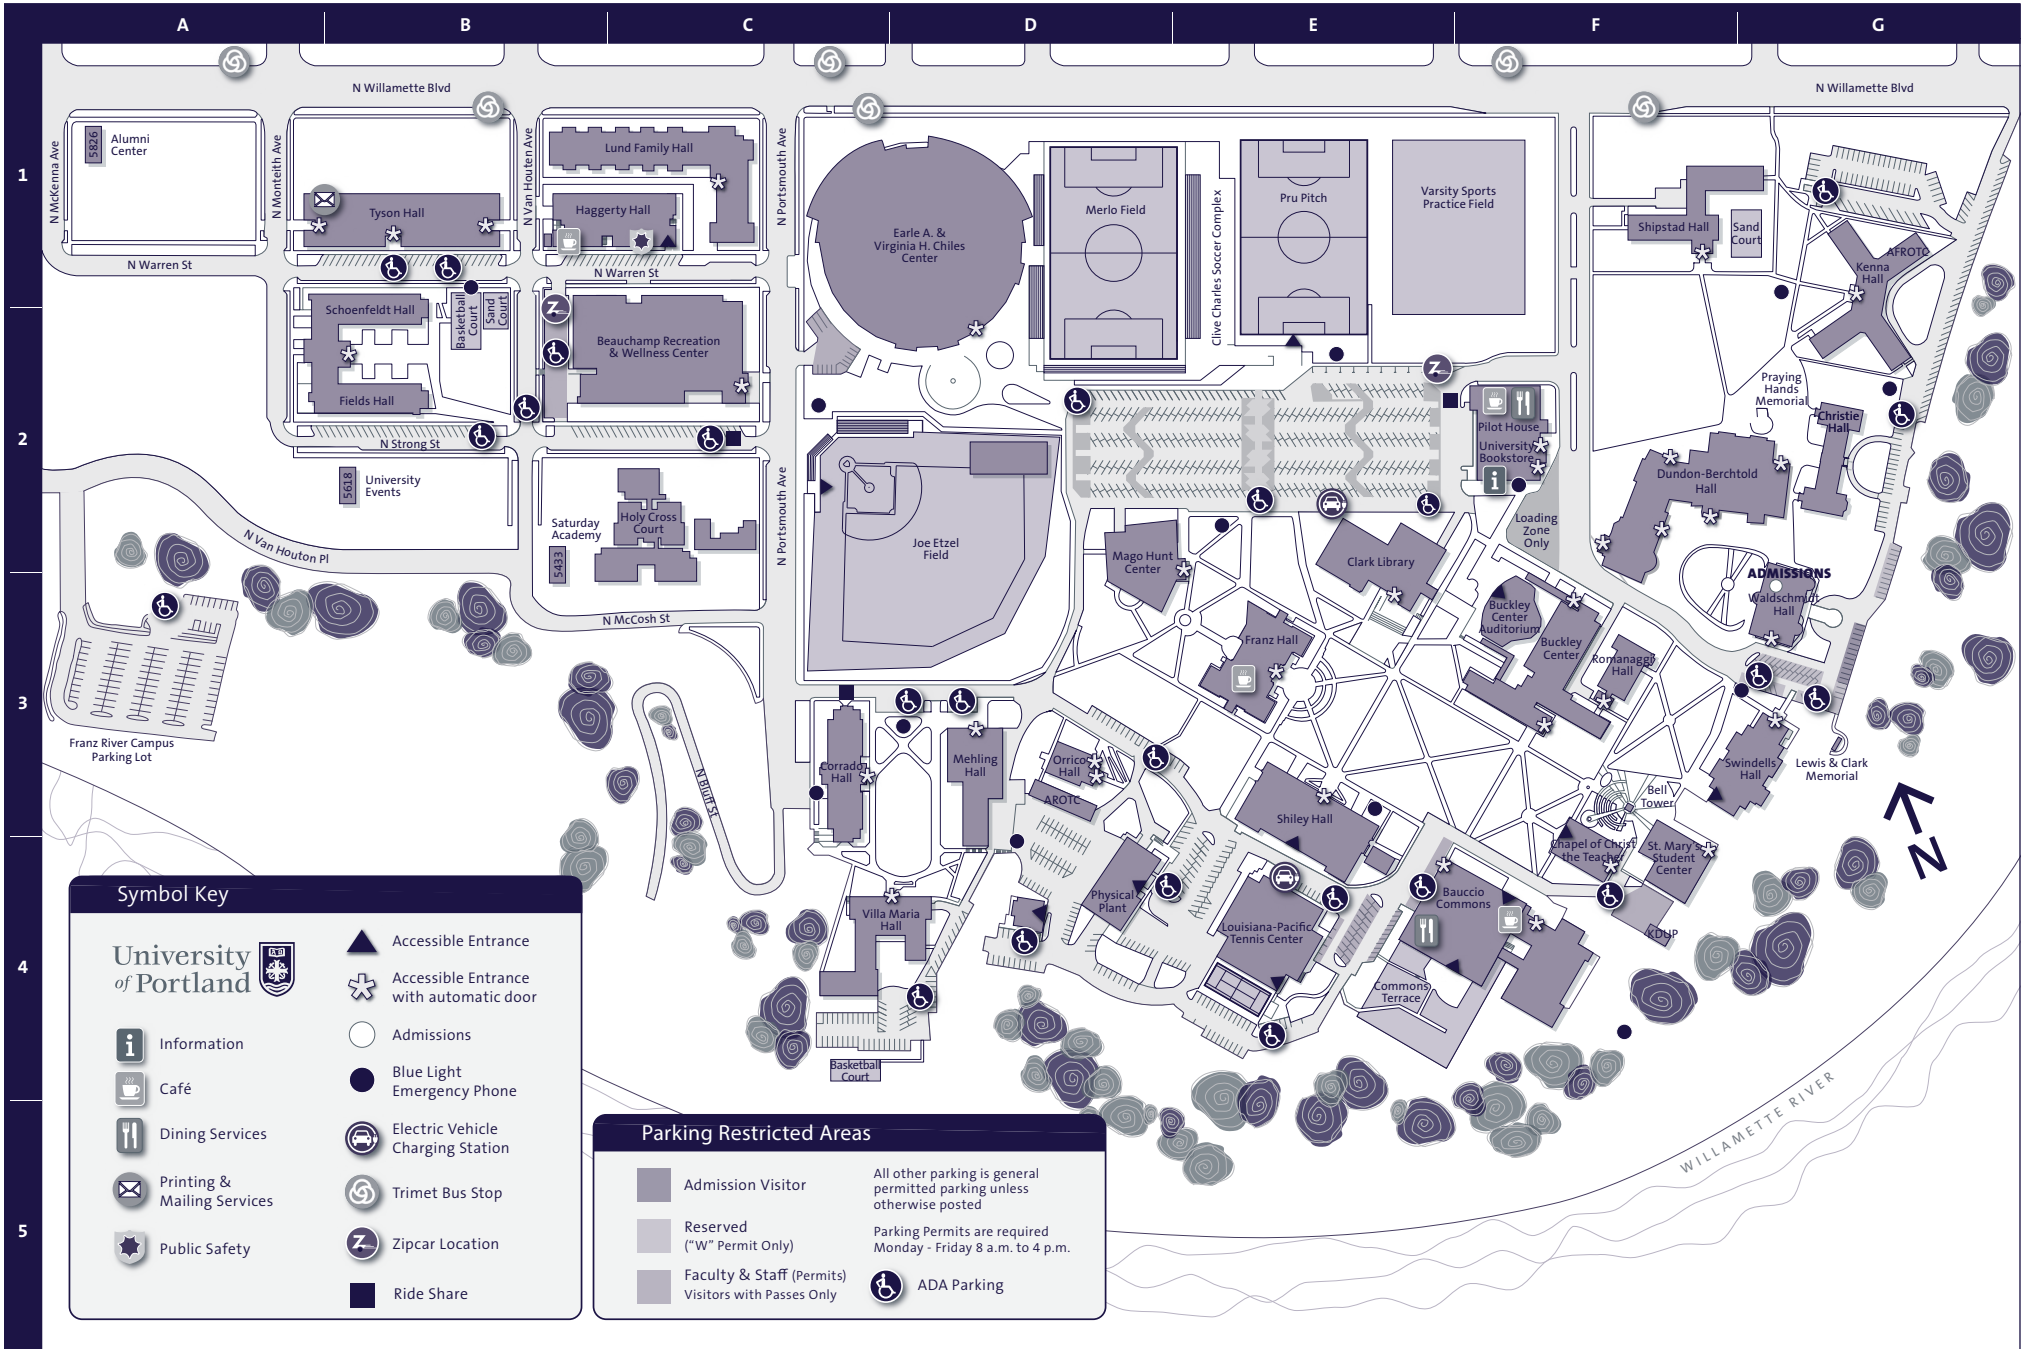 A B C D E F G
1
2
3
4
5
N Willamette Blvd
N Willamette Blvd
N McKenna Ave
5826
Alumni
Center
N Monteith Ave
N Van Houten Ave
N Portsmouth Ave
Lund Family Hall
Tyson Hall
Haggerty Hall
N Warren St
N Warren St
Earle A. &
Virginia H. Chiles
Center
Merlo Field
Clive Charles Soccer Complex
Pru Pitch
Varsity Sports
Practice Field
Shipstad Hall
Sand
Court
AFROTC
Kenna
Hall
Schoenfeldt Hall
Basketball
Court
Sand
Court
Z
Beauchamp Recreation
& Wellness Center
Fields Hall
N Strong St
5618
University
Events
Z
Pilot House
University
Bookstore
i
Loading
Zone
Only
Praying
Hands
Memorial
Christie
Hall
Dundon-Berchtold
Hall
N Portsmouth Ave
Holy Cross
Court
Saturday
Academy
5433
N Van Houton Pl
N McCosh St
Joe Etzel
Field
Mago Hunt
Center
Clark Library
ADMISSIONS
Waldschmidt
Hall
Buckley
Center
Auditorium
Buckley
Center
Romanaggi
Hall
Franz Hall
Franz River Campus
Parking Lot
N Bluff St
Corrado
Hall
Mehling
Hall
Orrico
Hall
AROTC
Shiley Hall
Swindells
Hall
Lewis & Clark
Memorial
Bell
Tower
Chapel of Christ
the Teacher
St. Mary's
Student
Center
N
Villa Maria
Hall
Physical
Plant
Louisiana-Pacific
Tennis Center
Bauccio
Commons
KDUP
Commons
Terrace
Basketball
Court
WILLAMETTE RIVER
Symbol Key
University
of Portland
i
Information
Café
Dining Services
Printing &
Mailing Services
Public Safety
Accessible Entrance
Accessible Entrance
with automatic door
Admissions
Blue Light
Emergency Phone
Electric Vehicle
Charging Station
Trimet Bus Stop
Z
Zipcar Location
Ride Share
Parking Restricted Areas
Admission Visitor
Reserved
(“W” Permit Only)
Faculty & Staff (Permits)
Visitors with Passes Only
All other parking is general
permitted parking unless
otherwise posted
Parking Permits are required
Monday - Friday 8 a.m. to 4 p.m.
ADA Parking